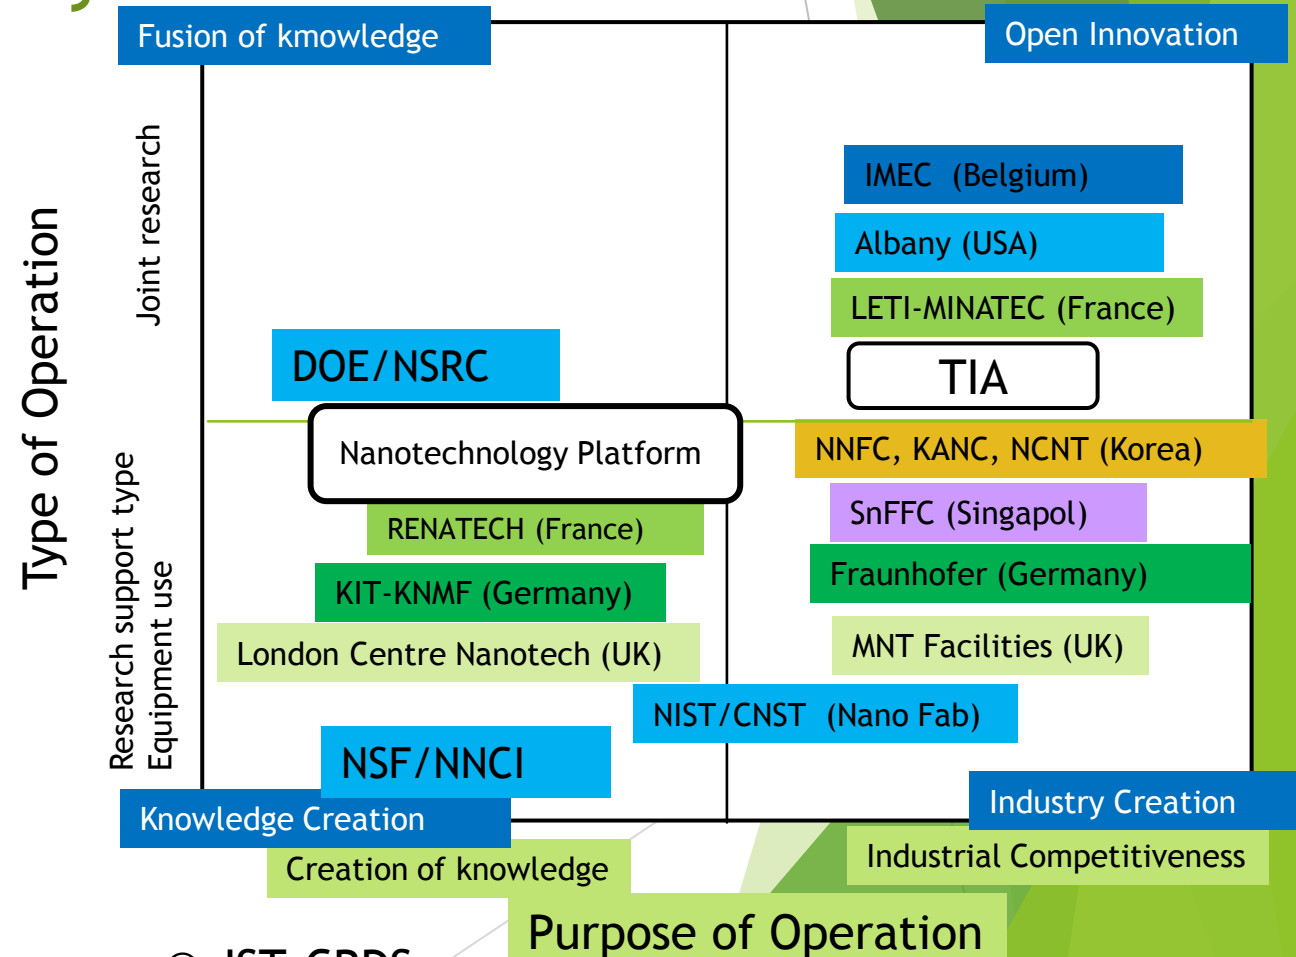 Fusion of kmowledge
Open Innovation
Type of Operation
Joint research
Research support type
Equipment use
IMEC (Belgium)
Albany (USA)
LETI-MINATEC (France)
TIA
DOE/NSRC
Nanotechnology Platform
NNFC, KANC, NCNT (Korea)
RENATECH (France)
SnFFC (Singapol)
KIT-KNMF (Germany)
Fraunhofer (Germany)
London Centre Nanotech (UK)
MNT Facilities (UK)
NIST/CNST (Nano Fab)
NSF/NNCI
Knowledge Creation
Industry Creation
Creation of knowledge
Industrial Competitiveness
Purpose of Operation